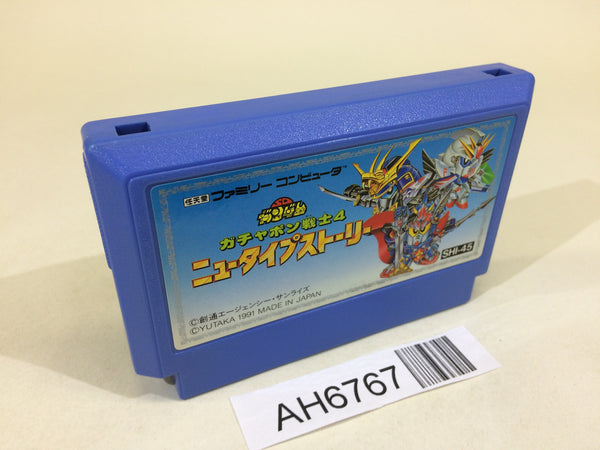 任天堂 ファミリー コンピュータ
SD
ガンダム
ガチャポン戦士4
ニュータイプストーリー
SHI-45
©創通エージェンシー・サンライズ
©YUTAKA 1991 MADE IN JAPAN
AH6767